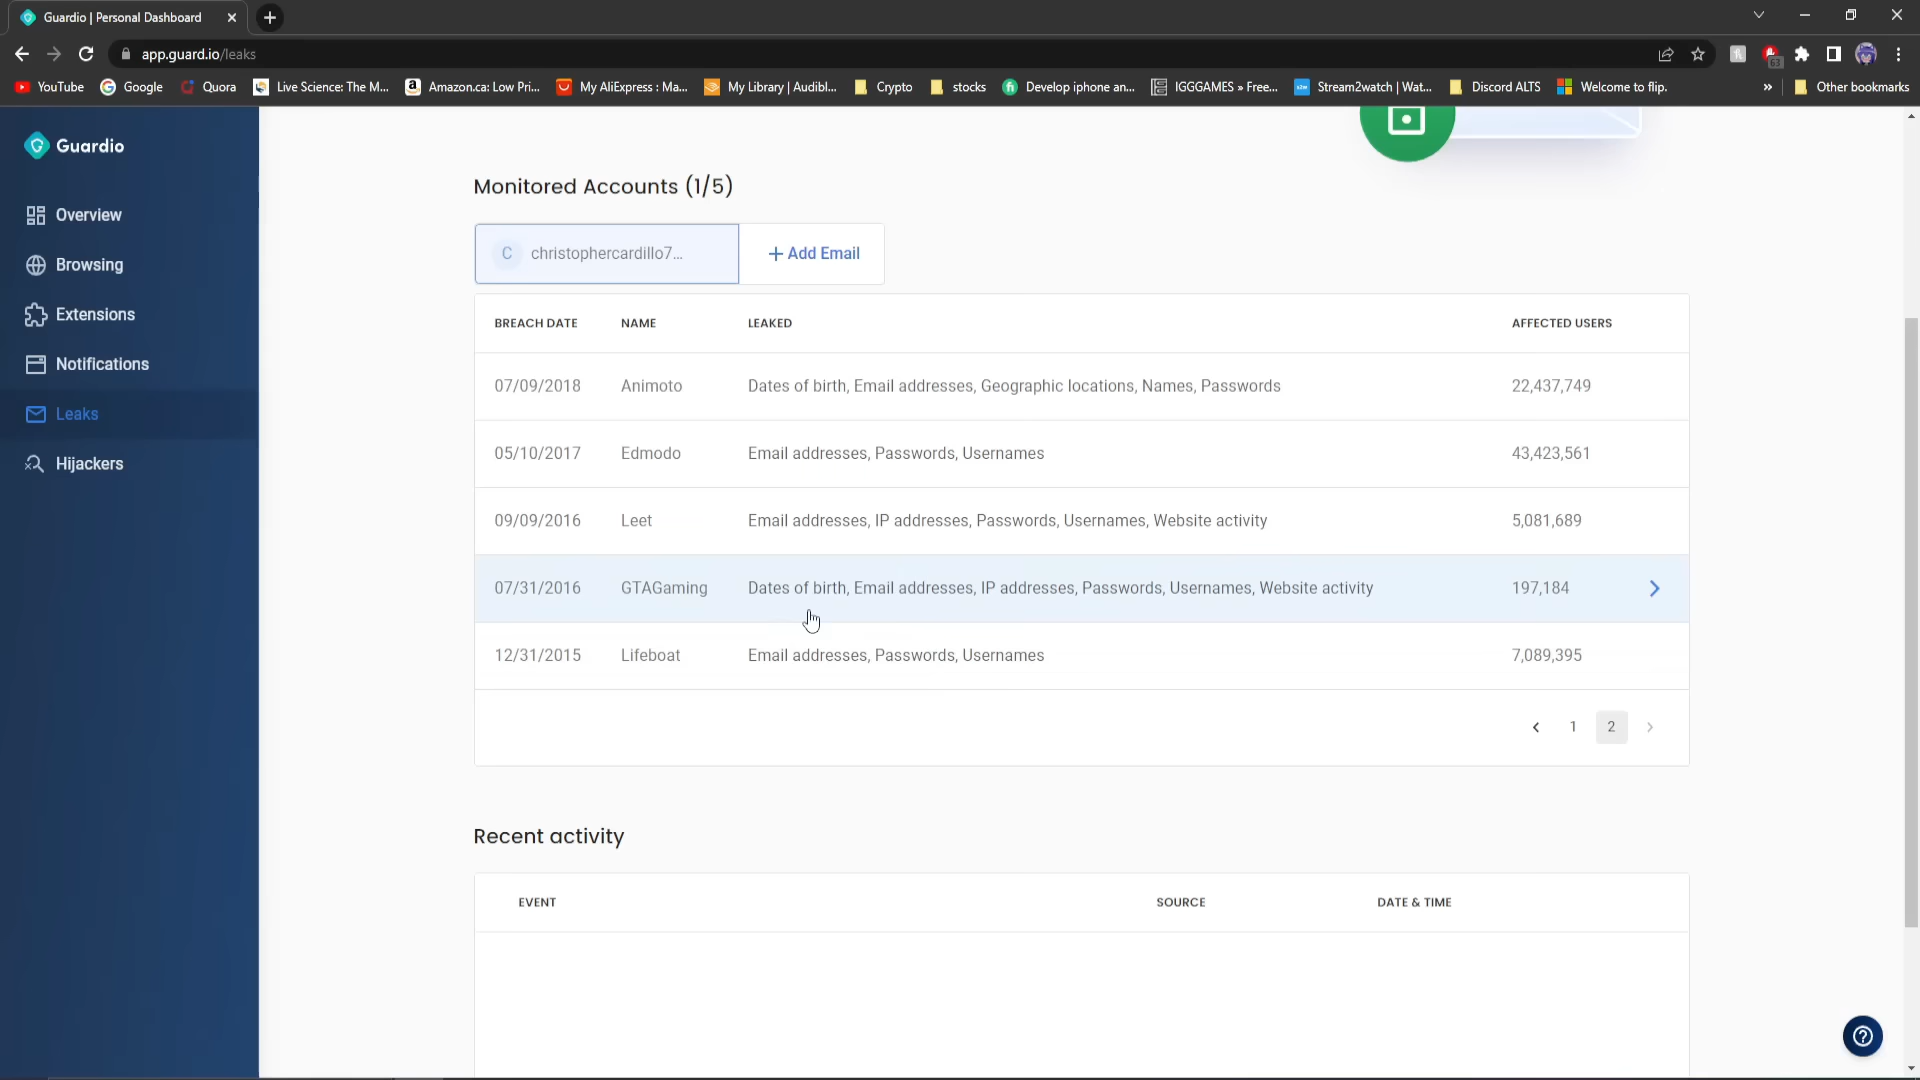 Guardio | Personal Dashboard
app.guard.io/leaks
YouTube Google Quora Live Science: The M... Amazon.ca: Low Pri... My AliExpress : Ma... My Library | Audibl... Crypto stocks Develop iphone an... IGGGAMES » Free... Stream2watch | Wat... Discord ALTS Welcome to flip. » Other bookmarks
Guardio
Overview
Browsing
Extensions
Notifications
Leaks
Hijackers
Monitored Accounts (1/5)
C christophercardillo7... + Add Email
BREACH DATE NAME LEAKED AFFECTED USERS
07/09/2018 Animoto Dates of birth, Email addresses, Geographic locations, Names, Passwords 22,437,749
05/10/2017 Edmodo Email addresses, Passwords, Usernames 43,423,561
09/09/2016 Leet Email addresses, IP addresses, Passwords, Usernames, Website activity 5,081,689
07/31/2016 GTAGaming Dates of birth, Email addresses, IP addresses, Passwords, Usernames, Website activity 197,184
12/31/2015 Lifeboat Email addresses, Passwords, Usernames 7,089,395
1 2
Recent activity
EVENT SOURCE DATE & TIME